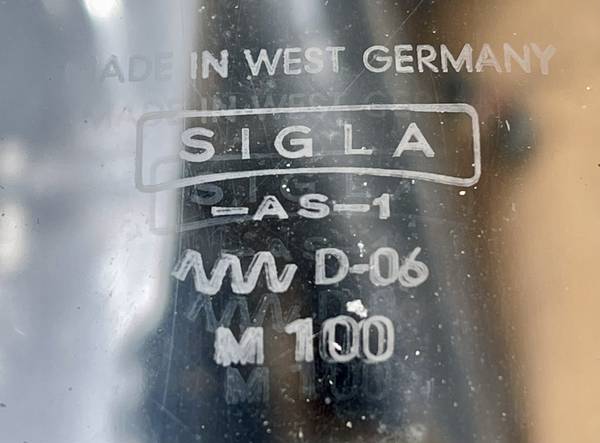 MADE IN WEST GERMANY
SIGLA
—AS—1
D-06
M 100